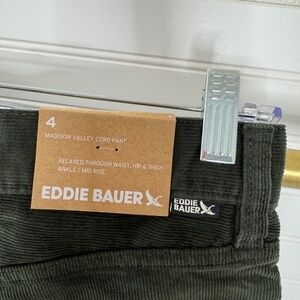 4
MADISON VALLEY CORD PANT
RELAXED THROUGH WAIST, HIP & THIGH
ANKLE / MID RISE
EDDIE BAUER
EDDIE
BAUER